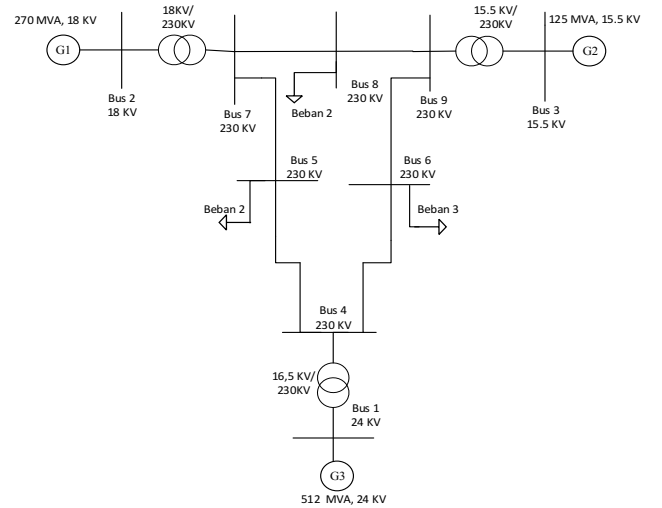 270 MVA, 18 KV
G1
18KV/
230KV
15.5 KV/
230KV
125 MVA, 15.5 KV
G2
Bus 2
18 KV
Bus 7
230 KV
Beban 2
Bus 8
230 KV
Bus 9
230 KV
Bus 3
15.5 KV
Bus 5
230 KV
Beban 2
Bus 6
230 KV
Beban 3
Bus 4
230 KV
16,5 KV/
230KV
Bus 1
24 KV
G3
512 MVA, 24 KV